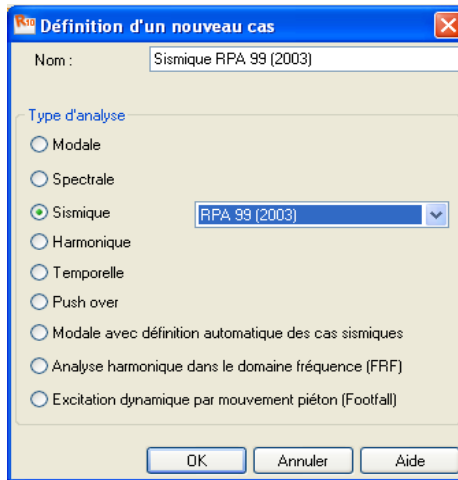 R10 Définition d'un nouveau cas
Nom : Sismique RPA 99 (2003)
Type d'analyse
Modale
Spectrale
Sismique RPA 99 (2003)
Harmonique
Temporelle
Push over
Modale avec définition automatique des cas sismiques
Analyse harmonique dans le domaine fréquence (FRF)
Excitation dynamique par mouvement piéton (Footfall)
OK Annuler Aide